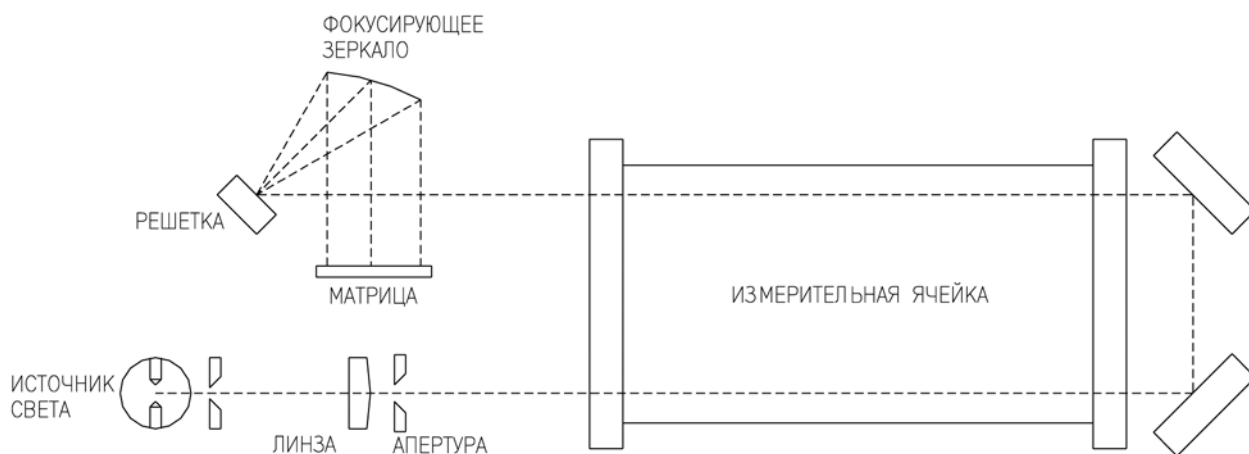 ФОКУСИРУЮЩЕЕ
ЗЕРКАЛО
РЕШЕТКА
МАТРИЦА
ИЗМЕРИТЕЛЬНАЯ ЯЧЕЙКА
ИСТОЧНИК
СВЕТА
ЛИНЗА
АПЕРТУРА